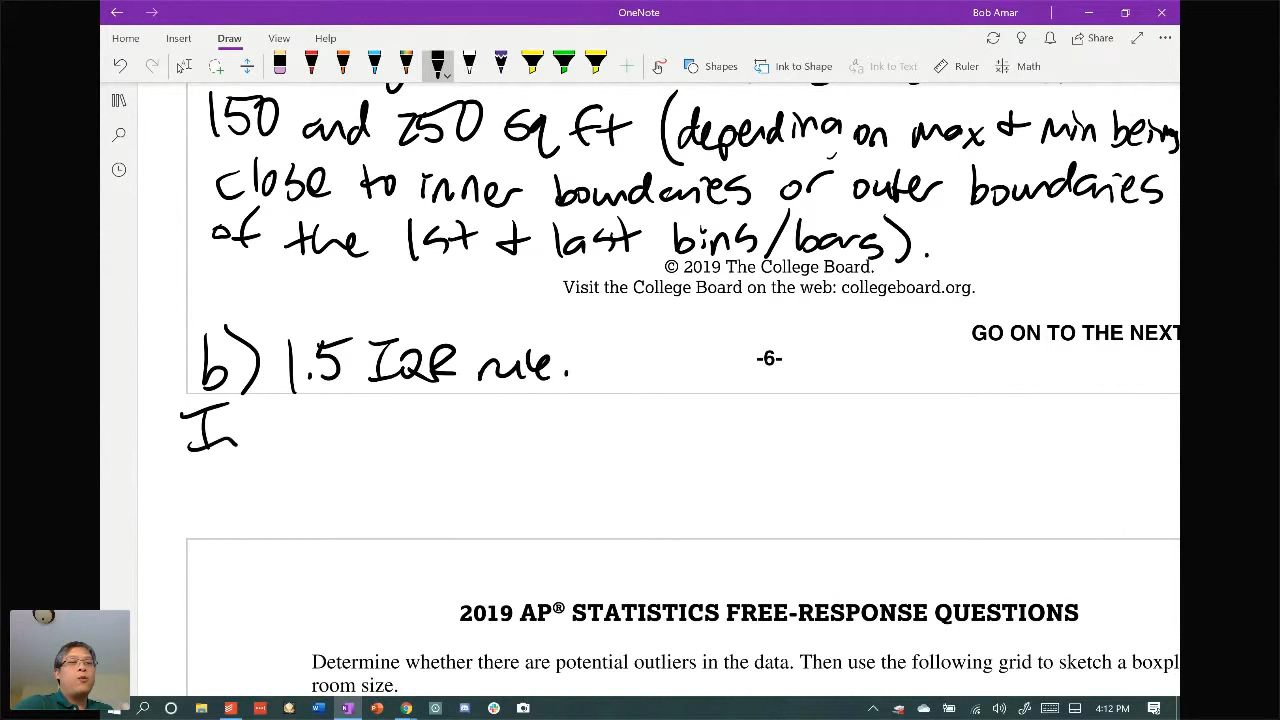 OneNote
Bob Amar
Home Insert Draw View Help
Share
Shapes Ink to Shape Ink to Text Ruler Math
150 and 250 sq ft (depending on max & min being
close to inner boundaries or outer boundaries
of the 1st & last bins/bars).
© 2019 The College Board.
Visit the College Board on the web: collegeboard.org.
GO ON TO THE NEXT
-6-
b) 1.5 IQR rule.
I
2019 AP® STATISTICS FREE-RESPONSE QUESTIONS
Determine whether there are potential outliers in the data. Then use the following grid to sketch a boxpl
room size.
4:12 PM